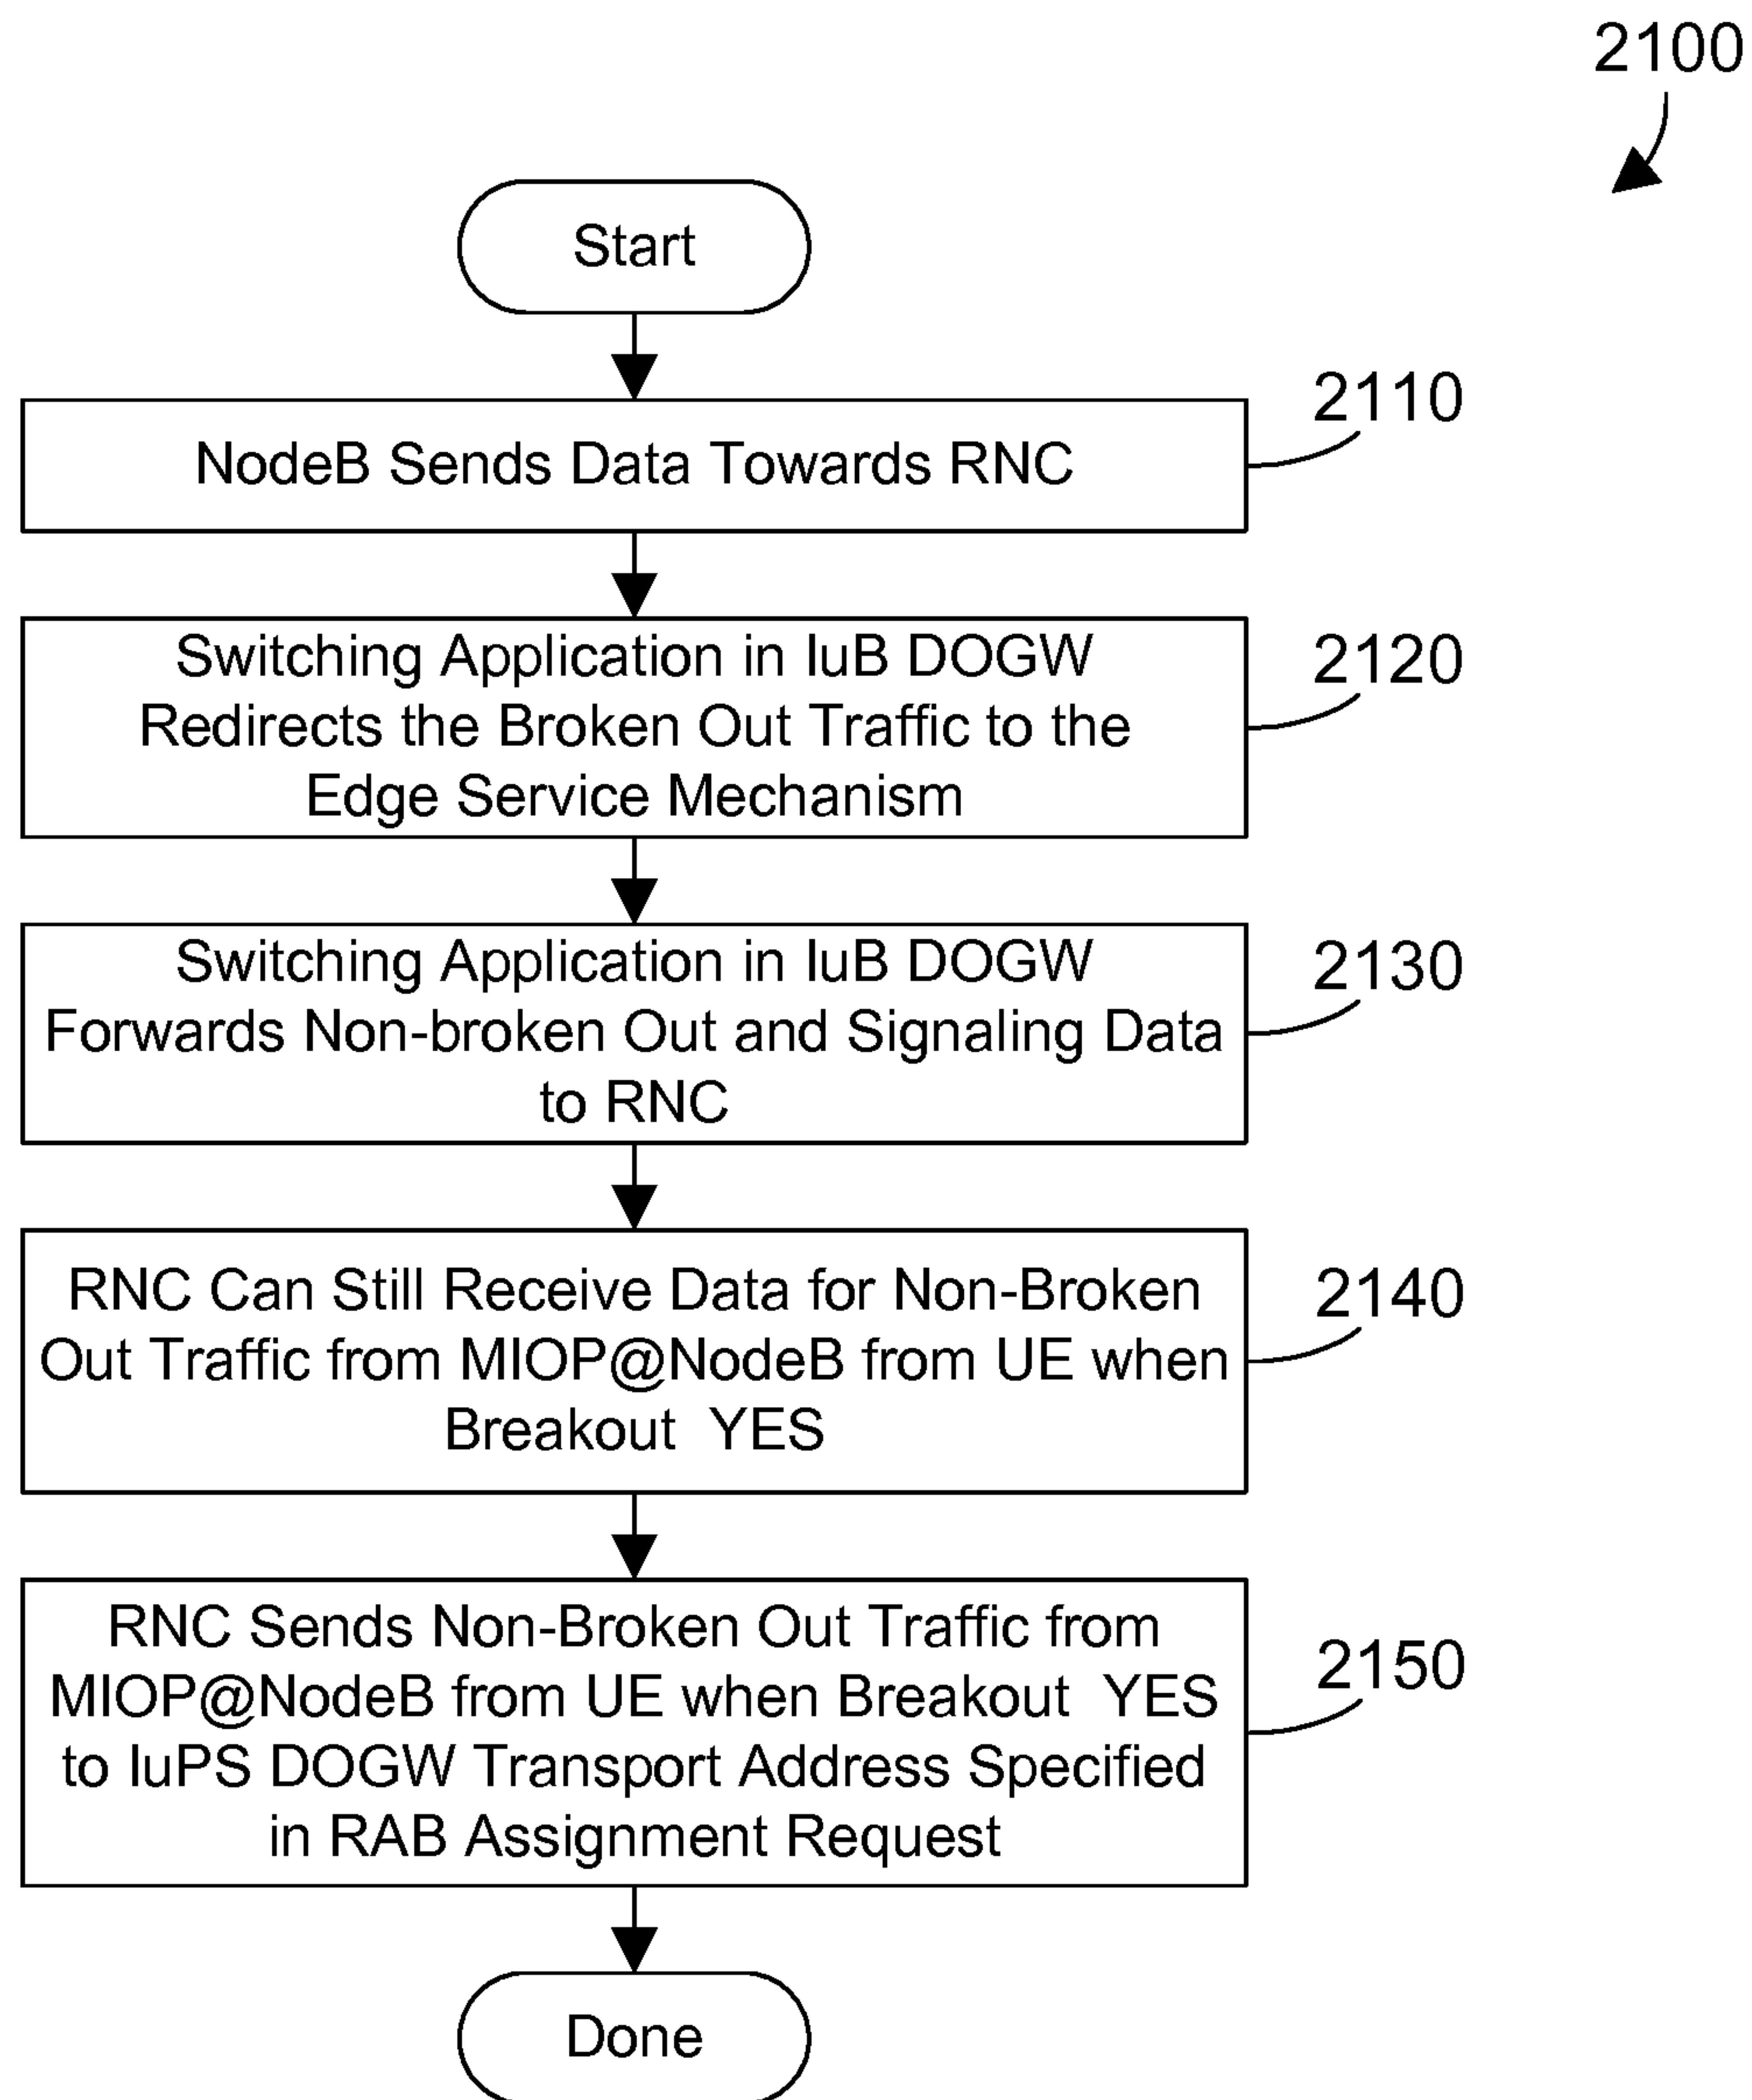 2100
Start
NodeB Sends Data Towards RNC
2110
Switching Application in IuB DOGW
Redirects the Broken Out Traffic to the
Edge Service Mechanism
2120
Switching Application in IuB DOGW
Forwards Non-broken Out and Signaling Data
to RNC
2130
RNC Can Still Receive Data for Non-Broken
Out Traffic from MIOP@NodeB from UE when
Breakout  YES
2140
RNC Sends Non-Broken Out Traffic from
MIOP@NodeB from UE when Breakout  YES
to IuPS DOGW Transport Address Specified
in RAB Assignment Request
2150
Done